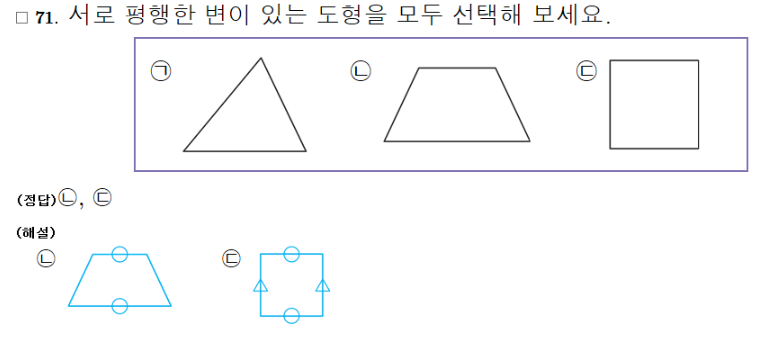 □ 71. 서로 평행한 변이 있는 도형을 모두 선택해 보세요.
㉠ ㉡ ㉢
(정답)㉡, ㉢
(해설)
㉡ ㉢